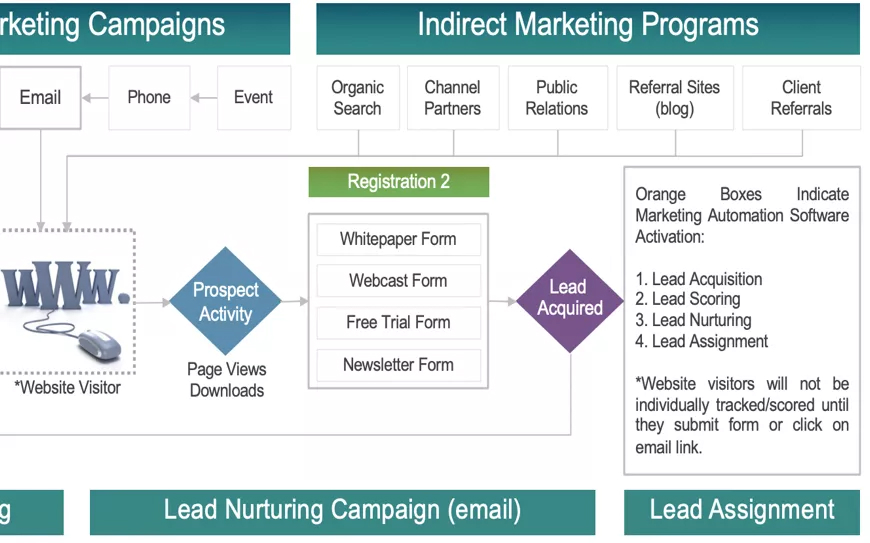 rketing Campaigns
Indirect Marketing Programs
Email
Phone
Event
Organic
Search
Channel
Partners
Public
Relations
Referral Sites
(blog)
Client
Referrals
Registration 2
Whitepaper Form
Webcast Form
Free Trial Form
Newsletter Form
www.
*Website Visitor
Prospect
Activity
Page Views
Downloads
Lead
Acquired
Orange Boxes Indicate
Marketing Automation Software
Activation:
1. Lead Acquisition
2. Lead Scoring
3. Lead Nurturing
4. Lead Assignment
*Website visitors will not be
individually tracked/scored until
they submit form or click on
email link.
g
Lead Nurturing Campaign (email)
Lead Assignment